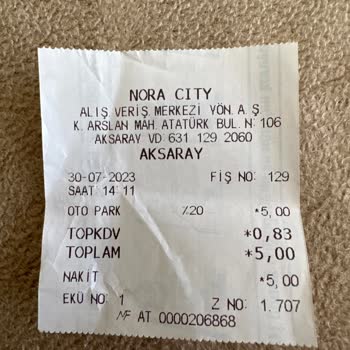 NORA CITY
ALIŞ VERİŞ MERKEZİ YÖN. A.Ş.
K. ARSLAN MAH. ATATÜRK BUL. N: 106
AKSARAY VD 631 129 2060
AKSARAY
30-07-2023 FİŞ NO: 129
SAAT 14:11
OTO PARK %20 *5,00
TOPKDV *0,83
TOPLAM *5,00
NAKİT *5,00
EKÜ NO: 1 Z NO: 1.707
MF AT 0000206868